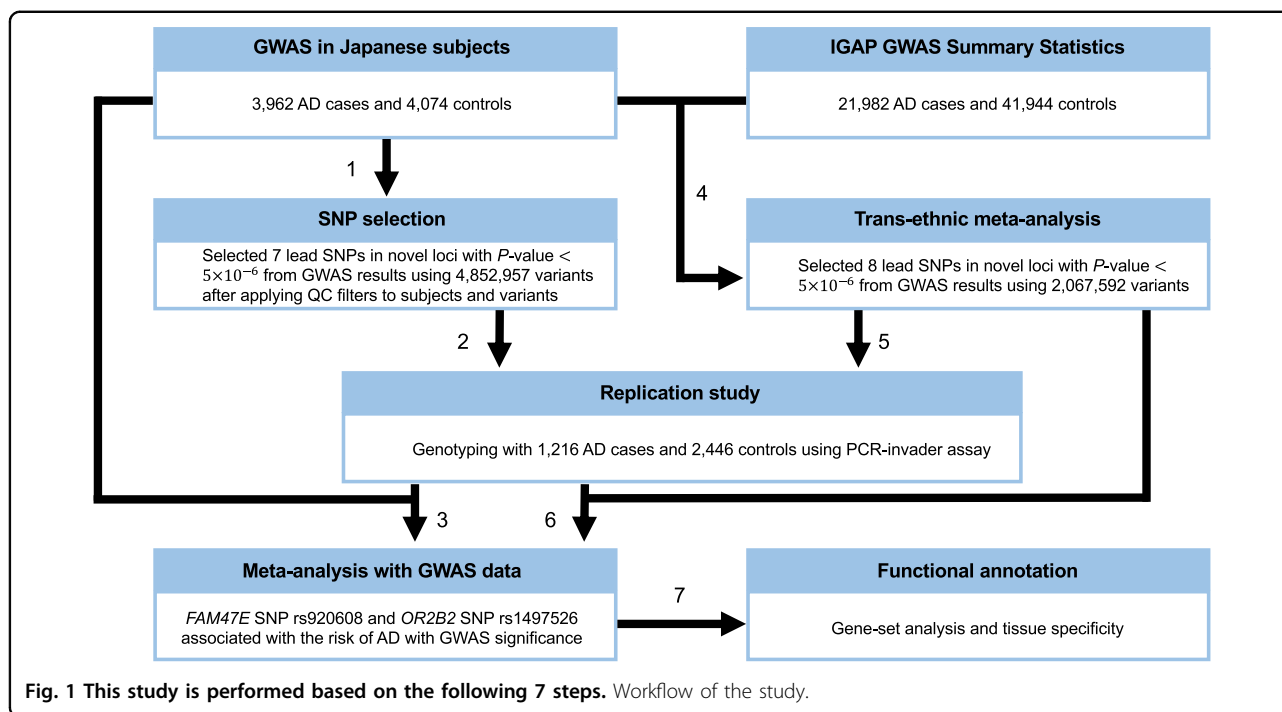 GWAS in Japanese subjects
3,962 AD cases and 4,074 controls
IGAP GWAS Summary Statistics
21,982 AD cases and 41,944 controls
1
4
SNP selection
Selected 7 lead SNPs in novel loci with P-value <
5×10⁻⁶ from GWAS results using 4,852,957 variants
after applying QC filters to subjects and variants
Trans-ethnic meta-analysis
Selected 8 lead SNPs in novel loci with P-value <
5×10⁻⁶ from GWAS results using 2,067,592 variants
2
5
Replication study
Genotyping with 1,216 AD cases and 2,446 controls using PCR-invader assay
3
6
Meta-analysis with GWAS data
FAM47E SNP rs920608 and OR2B2 SNP rs1497526
associated with the risk of AD with GWAS significance
7
Functional annotation
Gene-set analysis and tissue specificity
Fig. 1 This study is performed based on the following 7 steps. Workflow of the study.